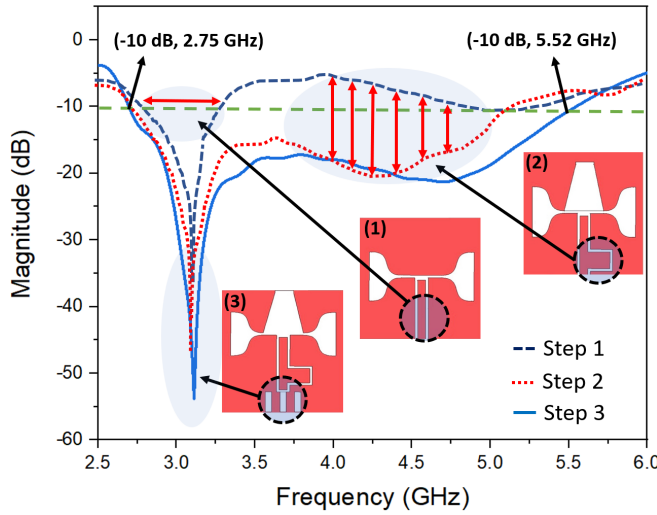 (-10 dB, 2.75 GHz)
(-10 dB, 5.52 GHz)
0
-10
-20
-30
-40
-50
-60
Magnitude (dB)
(1)
(2)
(3)
Step 1
Step 2
Step 3
2.5
3.0
3.5
4.0
4.5
5.0
5.5
6.0
Frequency (GHz)